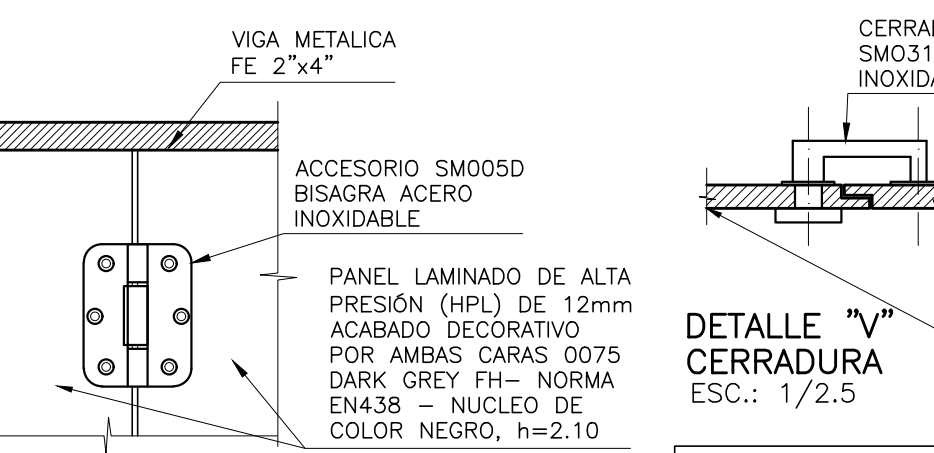 VIGA METALICA
FE 2"x4"
ACCESORIO SM005D
BISAGRA ACERO
INOXIDABLE
PANEL LAMINADO DE ALTA
PRESIÓN (HPL) DE 12mm
ACABADO DECORATIVO
POR AMBAS CARAS 0075
DARK GREY FH- NORMA
EN438 - NUCLEO DE
COLOR NEGRO, h=2.10
DETALLE "V"
CERRADURA
ESC.: 1/2.5